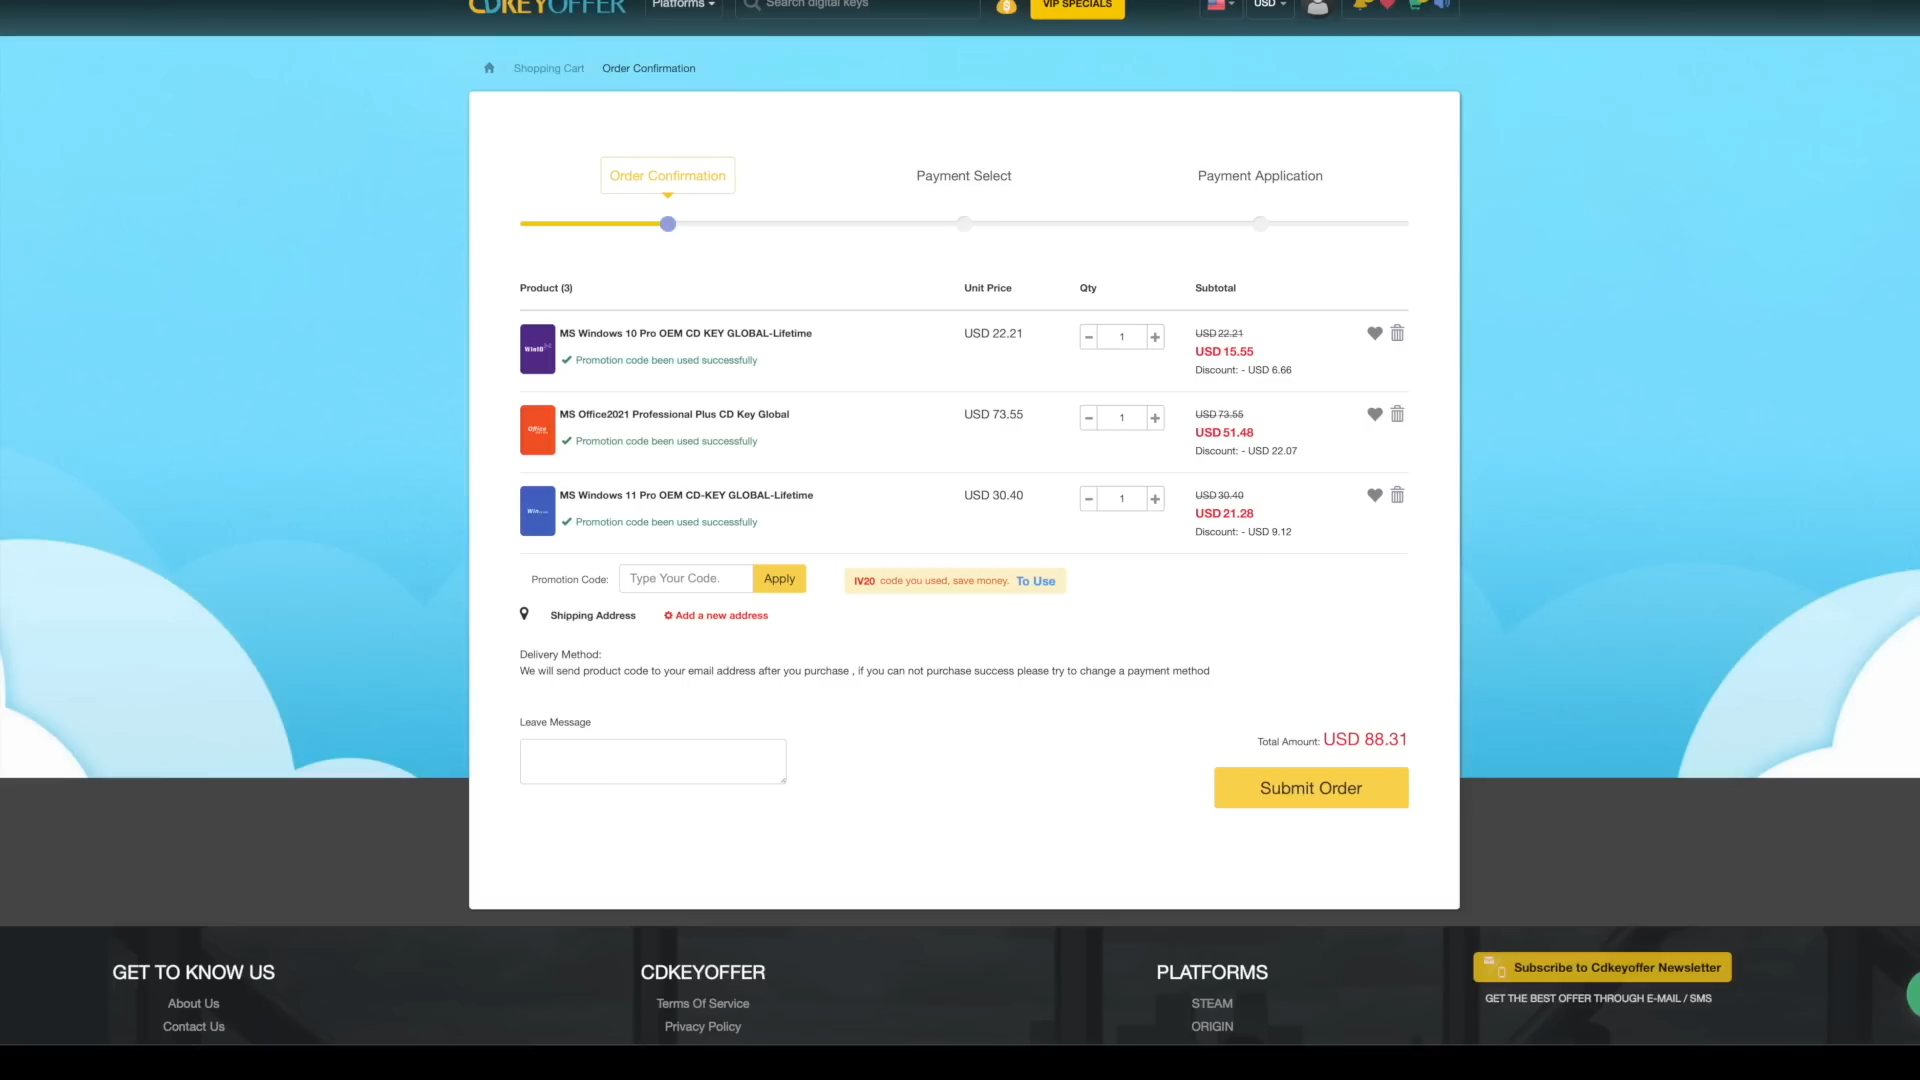 CDKEYOFFER
Platforms
Search digital keys
VIP SPECIALS
USD
Shopping Cart
Order Confirmation
Order Confirmation
Payment Select
Payment Application
Product (3)
Unit Price
Qty
Subtotal
Win10
MS Windows 10 Pro OEM CD KEY GLOBAL-Lifetime
Promotion code been used successfully
USD 22.21
1
USD 22.21
USD 15.55
Discount: - USD 6.66
Office
MS Office2021 Professional Plus CD Key Global
Promotion code been used successfully
USD 73.55
1
USD 73.55
USD 51.48
Discount: - USD 22.07
MS Windows 11 Pro OEM CD-KEY GLOBAL-Lifetime
Promotion code been used successfully
USD 30.40
1
USD 30.40
USD 21.28
Discount: - USD 9.12
Promotion Code:
Type Your Code.
Apply
IV20 code you used, save money. To Use
Shipping Address
Add a new address
Delivery Method:
We will send product code to your email address after you purchase , if you can not purchase success please try to change a payment method
Leave Message
Total Amount: USD 88.31
Submit Order
GET TO KNOW US
About Us
Contact Us
CDKEYOFFER
Terms Of Service
Privacy Policy
PLATFORMS
STEAM
ORIGIN
Subscribe to Cdkeyoffer Newsletter
GET THE BEST OFFER THROUGH E-MAIL / SMS